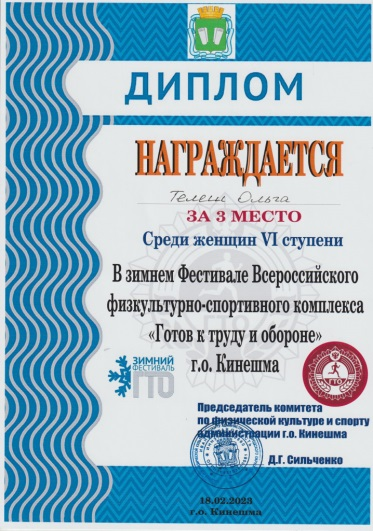 ДИПЛОМ
НАГРАЖДАЕТСЯ
Телеш Ольга
ЗА 3 МЕСТО
Среди женщин VI ступени
В зимнем Фестивале Всероссийского
физкультурно-спортивного комплекса
«Готов к труду и обороне»
г.о. Кинешма
ЗИМНИЙ
ФЕСТИВАЛЬ
ГТО
ГТО
Председатель комитета
по физической культуре и спорту
администрации г.о. Кинешма
Д.Г. Сильченко
18.02.2023
г.о. Кинешма